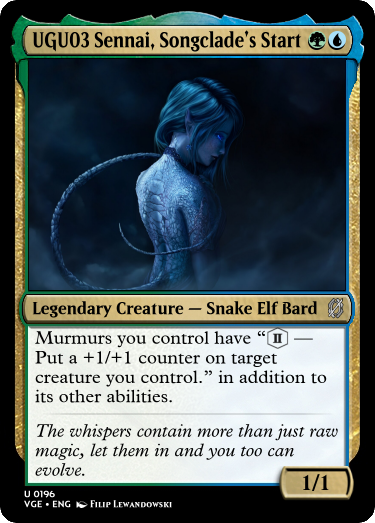 UGU03 Sennai, Songclade's Start
Legendary Creature — Snake Elf Bard
Murmurs you control have “II —
Put a +1/+1 counter on target
creature you control.” in addition to
its other abilities.
The whispers contain more than just raw
magic, let them in and you too can
evolve.
1/1
U 0196
VGE • ENG Filip Lewandowski